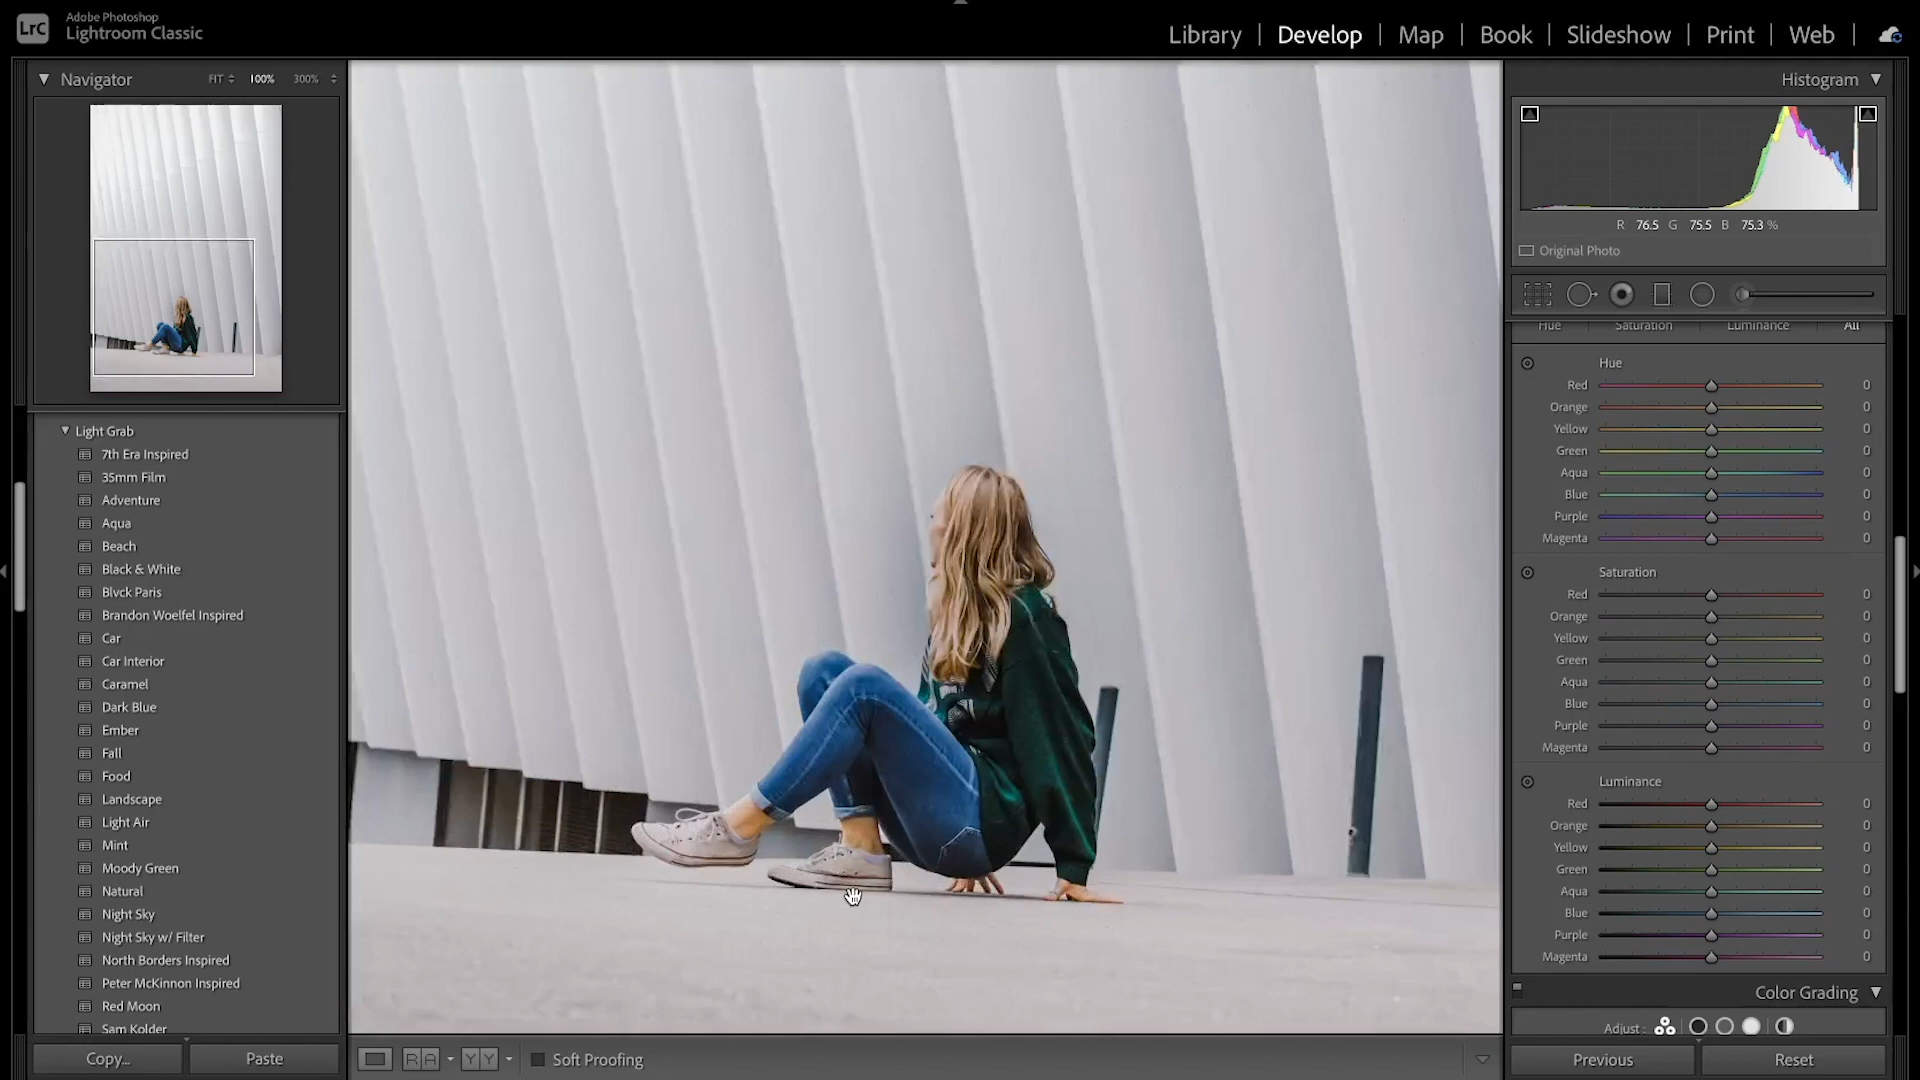 LrC
Adobe Photoshop
Lightroom Classic
Library | Develop | Map | Book | Slideshow | Print | Web
Navigator FIT 100% 300%
Light Grab
7th Era Inspired
35mm Film
Adventure
Aqua
Beach
Black & White
Blvck Paris
Brandon Woelfel Inspired
Car
Car Interior
Caramel
Dark Blue
Ember
Fall
Food
Landscape
Light Air
Mint
Moody Green
Natural
Night Sky
Night Sky w/ Filter
North Borders Inspired
Peter McKinnon Inspired
Red Moon
Sam Kolder
Copy... Paste
R A Y Y Soft Proofing
Histogram
R 76.5 G 75.5 B 75.3 %
Original Photo
Hue Saturation Luminance All
Hue
Red 0
Orange 0
Yellow 0
Green 0
Aqua 0
Blue 0
Purple 0
Magenta 0
Saturation
Red 0
Orange 0
Yellow 0
Green 0
Aqua 0
Blue 0
Purple 0
Magenta 0
Luminance
Red 0
Orange 0
Yellow 0
Green 0
Aqua 0
Blue 0
Purple 0
Magenta 0
Color Grading
Adjust :
Previous Reset